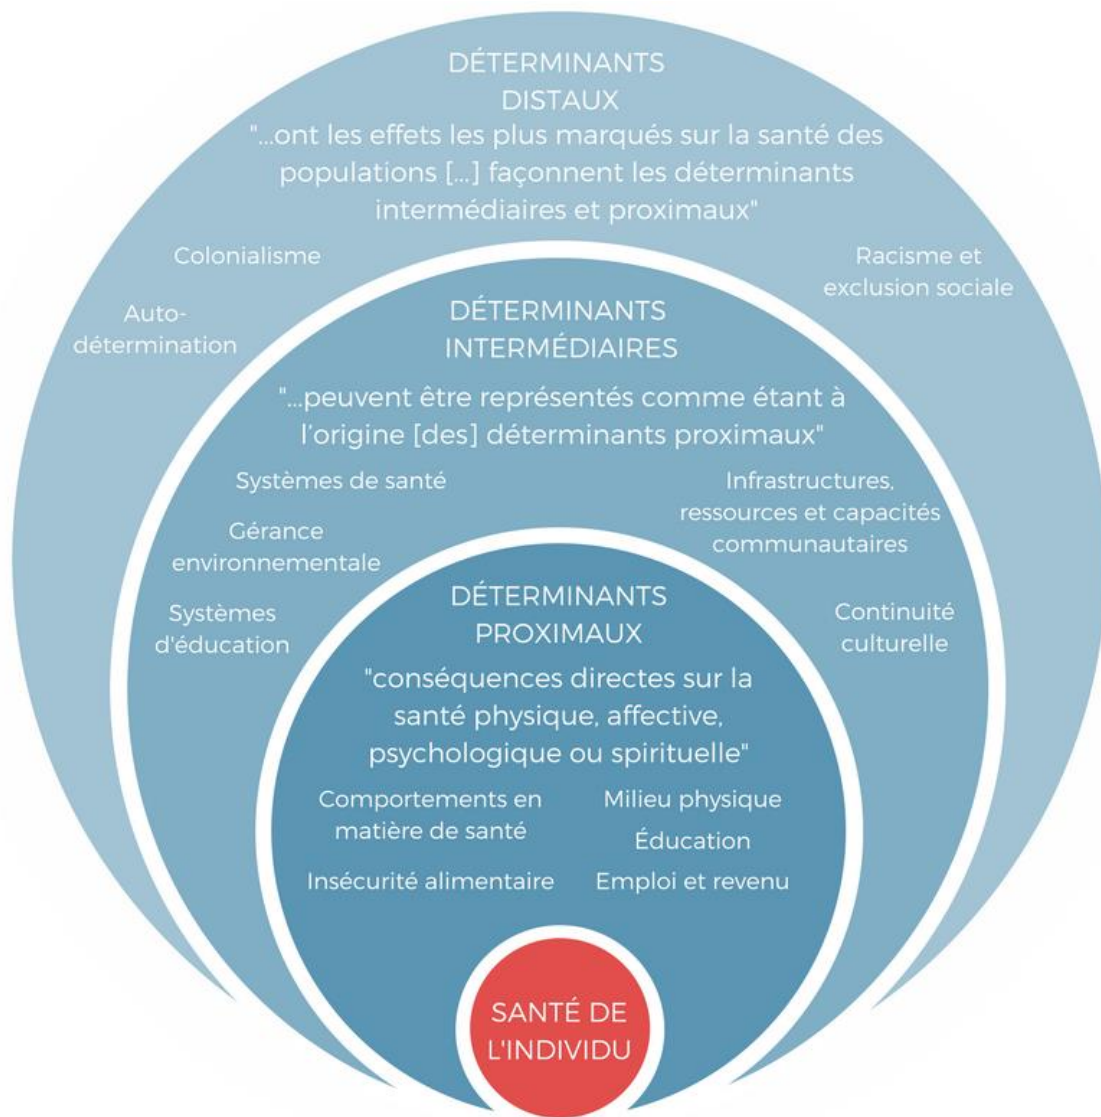 DÉTERMINANTS
DISTAUX
"...ont les effets les plus marqués sur la santé des
populations [...] façonnent les déterminants
intermédiaires et proximaux"
Colonialisme
Auto-
détermination
Racisme et
exclusion sociale
DÉTERMINANTS
INTERMÉDIAIRES
"...peuvent être représentés comme étant à
l'origine [des] déterminants proximaux"
Systèmes de santé
Gérance
environnementale
Systèmes
d'éducation
Infrastructures,
ressources et capacités
communautaires
Continuité
culturelle
DÉTERMINANTS
PROXIMAUX
"conséquences directes sur la
santé physique, affective,
psychologique ou spirituelle"
Comportements en
matière de santé
Insécurité alimentaire
Milieu physique
Éducation
Emploi et revenu
SANTÉ DE
L'INDIVIDU